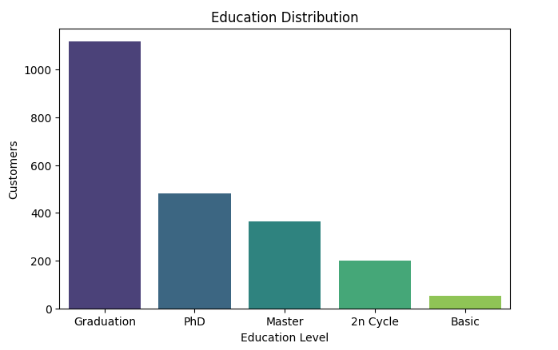 Education Distribution
Customers
1000
800
600
400
200
0
Graduation PhD Master 2n Cycle Basic
Education Level